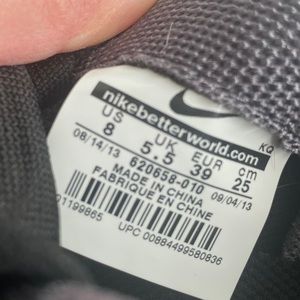 nikebetterworld.com
US UK EUR cm
8 5.5 39 25
08/14/13 09/04/13
620658-010
MADE IN CHINA
FABRIQUE EN CHINE
UPC 00884499580836